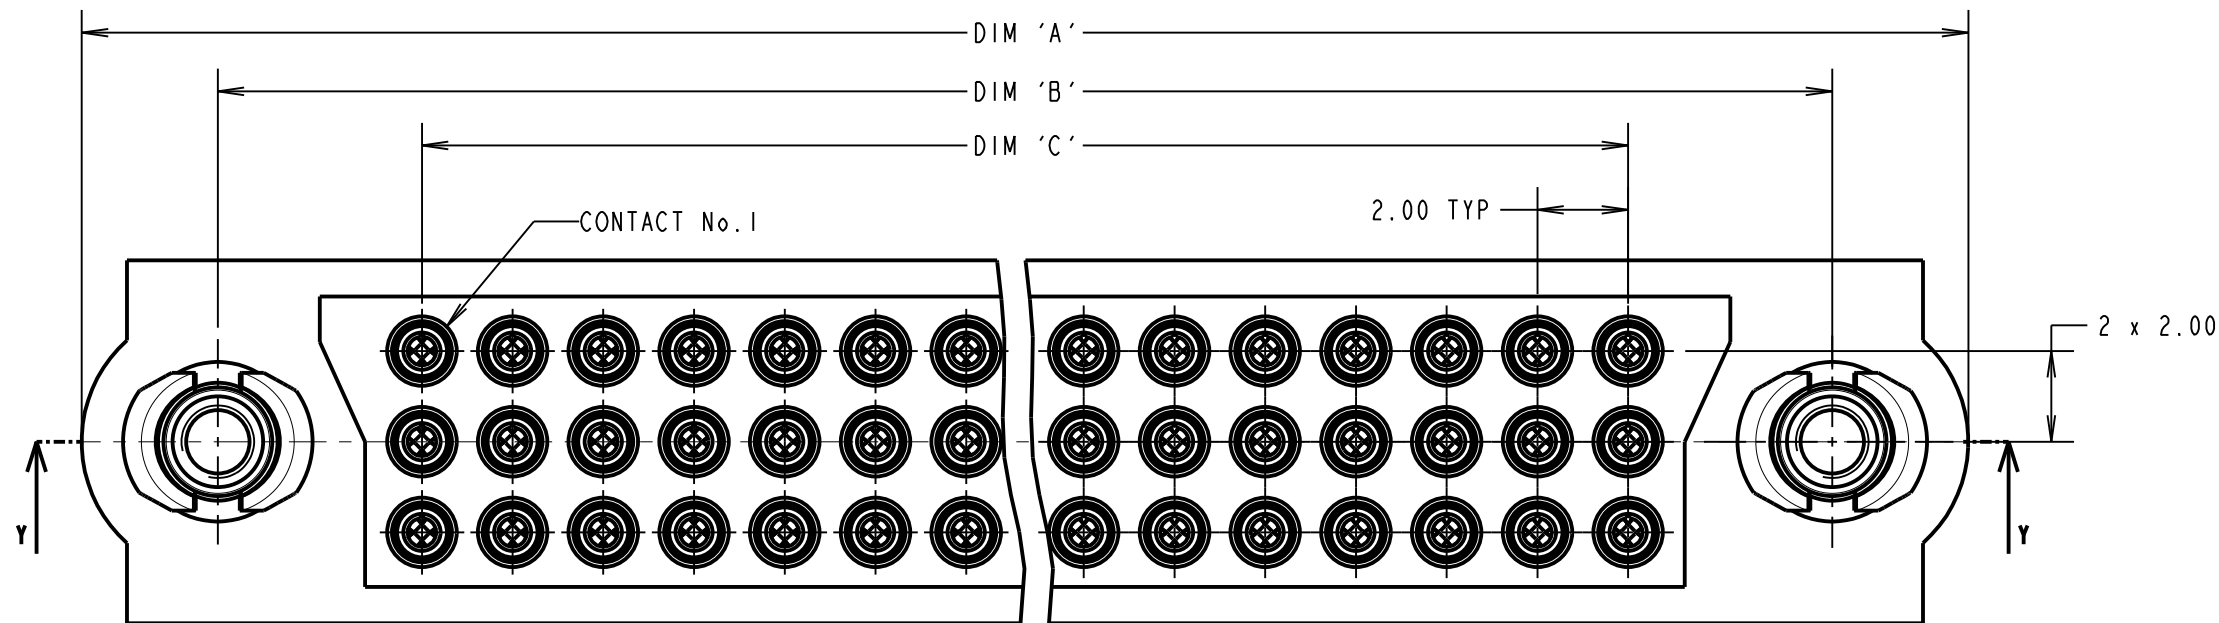 DIM 'A'
DIM 'B'
DIM 'C'
2.00 TYP
CONTACT No.1
2 x 2.00
Y
Y